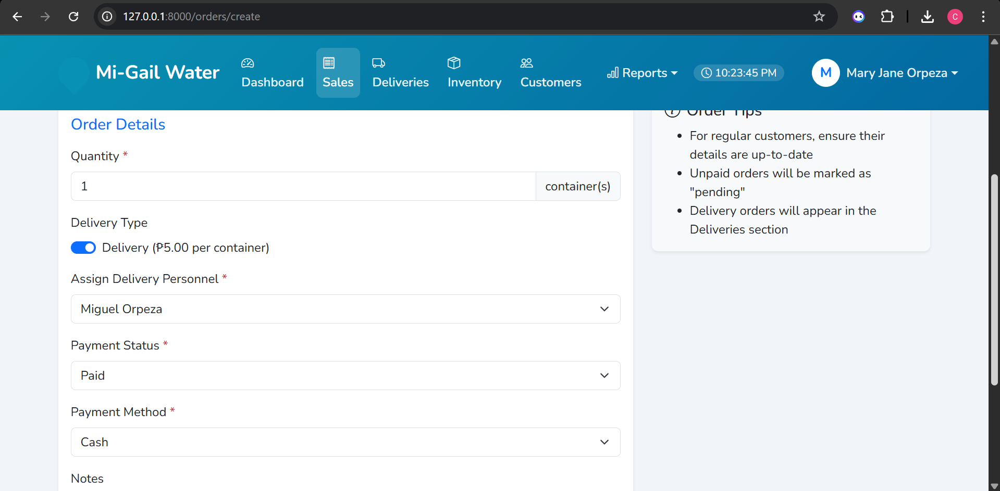 127.0.0.1:8000/orders/create
C
Mi-Gail Water
Dashboard
Sales
Deliveries
Inventory
Customers
Reports
10:23:45 PM
M
Mary Jane Orpeza
Order Details
Quantity *
1
container(s)
Delivery Type
Delivery (₱5.00 per container)
Assign Delivery Personnel *
Miguel Orpeza
Payment Status *
Paid
Payment Method *
Cash
Notes
Order Tips
For regular customers, ensure their
details are up-to-date
Unpaid orders will be marked as
"pending"
Delivery orders will appear in the
Deliveries section